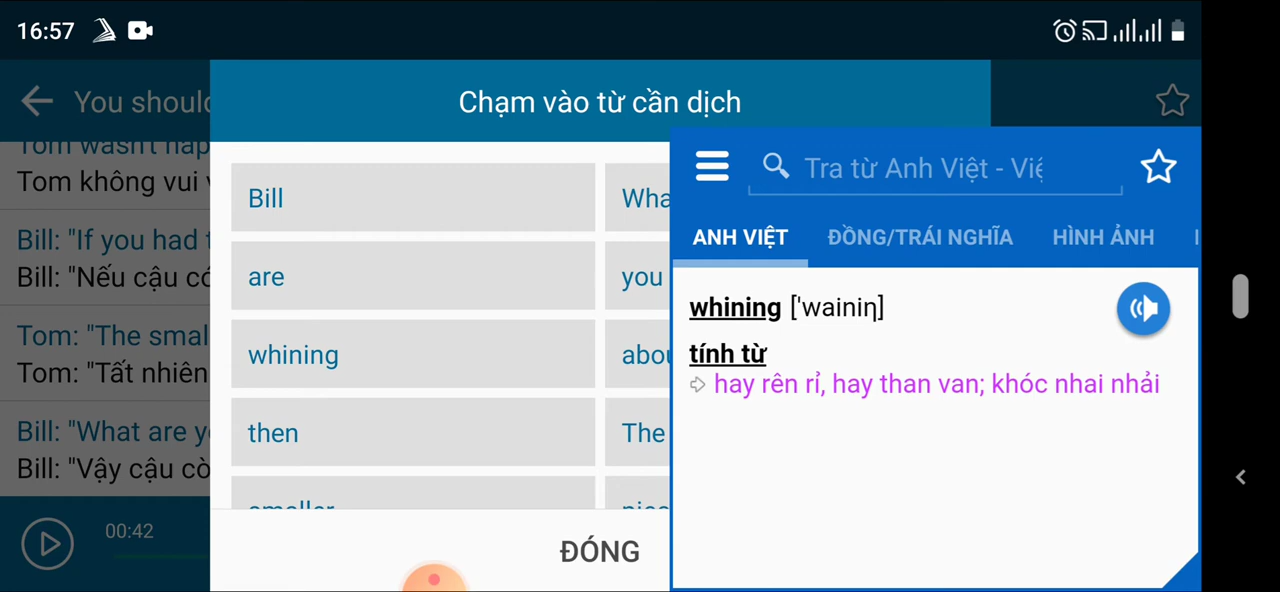 16:57
You should
Chạm vào từ cần dịch
Tom wasn't hap
Tom không vui v
Bill: "If you had t
Bill: "Nếu cậu có
Tom: "The smal
Tom: "Tất nhiên
Bill: "What are y
Bill: "Vậy cậu cò
00:42
Bill
Wha
are
you
whining
abou
then
The
smaller
ĐÓNG
Tra từ Anh Việt - Việ
ANH VIỆT ĐỒNG/TRÁI NGHĨA HÌNH ẢNH
whining ['wainiη]
tính từ
hay rên rỉ, hay than van; khóc nhai nhải